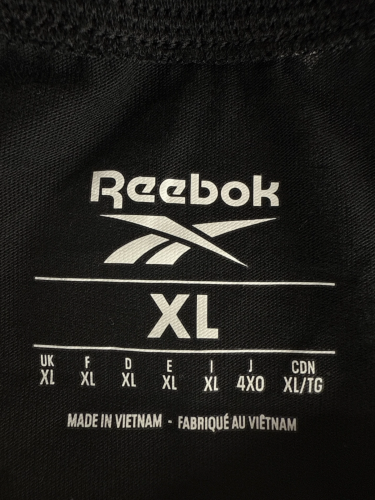 Reebok
XL
UK F D E I J CDN
XL XL XL XL XL 4XO XL/TG
MADE IN VIETNAM - FABRIQUÉ AU VIÊTNAM